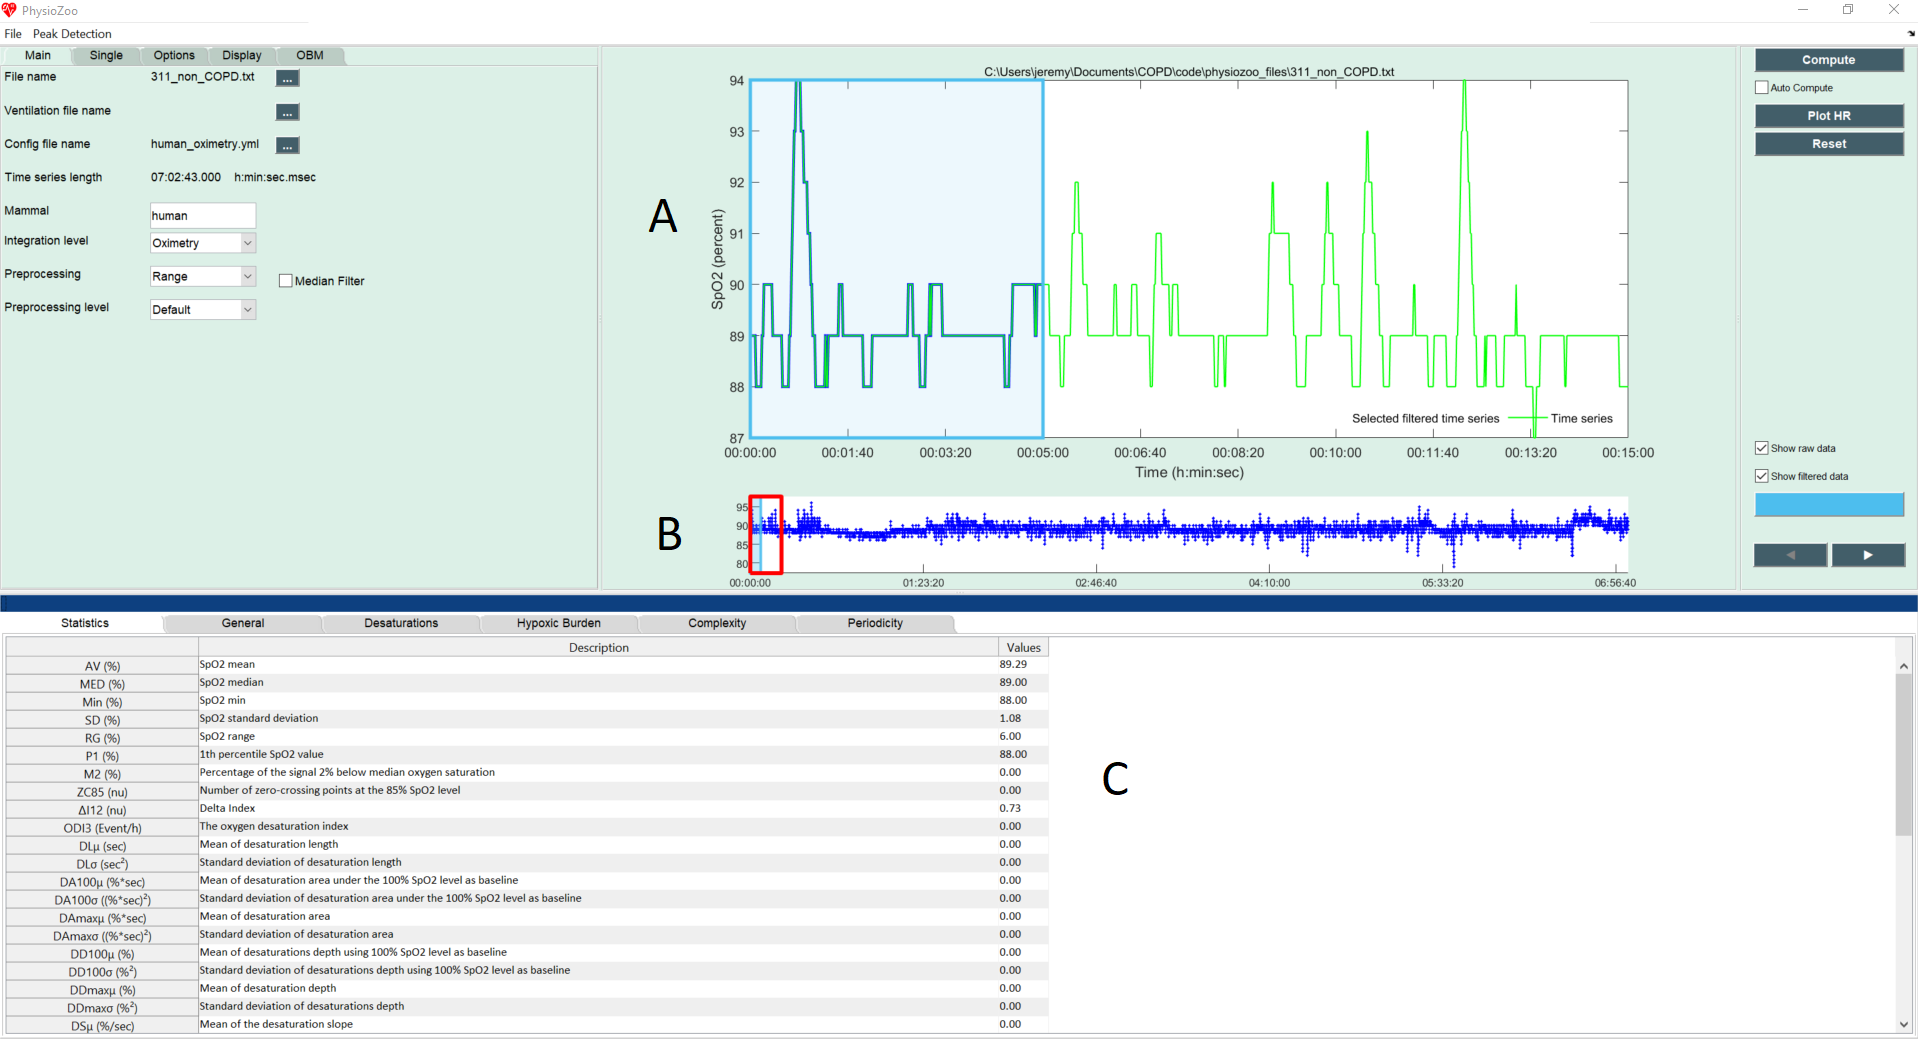 PhysioZoo
File Peak Detection
Main Single Options Display OBM
File name 311_non_COPD.txt ...
Ventilation file name ...
Config file name human_oximetry.yml ...
Time series length 07:02:43.000 h:min:sec.msec
Mammal human
Integration level Oximetry
Preprocessing Range Median Filter
Preprocessing level Default
A
C:\Users\jeremy\Documents\COPD\code\physiozoo_files\311_non_COPD.txt
94
93
92
91
90
89
88
87
SpO2 (percent)
Selected filtered time series Time series
00:00:00 00:01:40 00:03:20 00:05:00 00:06:40 00:08:20 00:10:00 00:11:40 00:13:20 00:15:00
Time (h:min:sec)
B
95
90
85
80
00:00:00 01:23:20 02:46:40 04:10:00 05:33:20 06:56:40
Compute
Auto Compute
Plot HR
Reset
Show raw data
Show filtered data
Statistics General Desaturations Hypoxic Burden Complexity Periodicity
Description Values
AV (%) SpO2 mean 89.29
MED (%) SpO2 median 89.00
Min (%) SpO2 min 88.00
SD (%) SpO2 standard deviation 1.08
RG (%) SpO2 range 6.00
P1 (%) 1th percentile SpO2 value 88.00
M2 (%) Percentage of the signal 2% below median oxygen saturation 0.00
ZC85 (nu) Number of zero-crossing points at the 85% SpO2 level 0.00
ΔI12 (nu) Delta Index 0.73
ODI3 (Event/h) The oxygen desaturation index 0.00
DLμ (sec) Mean of desaturation length 0.00
DLσ (sec²) Standard deviation of desaturation length 0.00
DA100μ (%*sec) Mean of desaturation area under the 100% SpO2 level as baseline 0.00
DA100σ ((%*sec)²) Standard deviation of desaturation area under the 100% SpO2 level as baseline 0.00
DAmaxμ (%*sec) Mean of desaturation area 0.00
DAmaxσ ((%*sec)²) Standard deviation of desaturation area 0.00
DD100μ (%) Mean of desaturations depth using 100% SpO2 level as baseline 0.00
DD100σ (%²) Standard deviation of desaturations depth using 100% SpO2 level as baseline 0.00
DDmaxμ (%) Mean of desaturation depth 0.00
DDmaxσ (%²) Standard deviation of desaturations depth 0.00
DSμ (%/sec) Mean of the desaturation slope 0.00
C